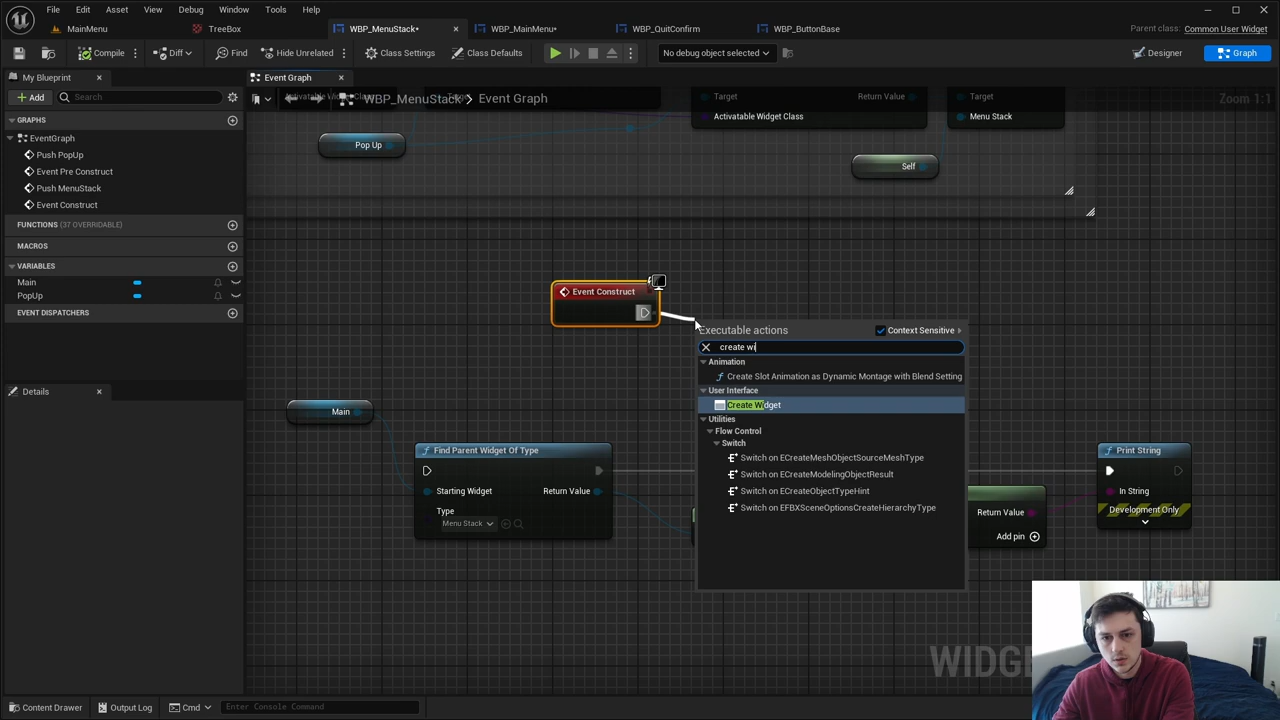 File Edit Asset View Debug Window Tools Help
MainMenu TreeBox WBP_MenuStack• WBP_MainMenu• WBP_QuitConfirm WBP_ButtonBase
Parent class: Common User Widget
Compile Diff Find Hide Unrelated Class Settings Class Defaults No debug object selected Designer Graph
My Blueprint Event Graph
Add Search
WBP_MenuStack > Event Graph Zoom 1:1
Target Return Value Target
Activatable Widget Class Menu Stack
GRAPHS
EventGraph
Push PopUp
Event Pre Construct
Push MenuStack
Event Construct
FUNCTIONS (37 OVERRIDABLE)
MACROS
VARIABLES
Main
PopUp
EVENT DISPATCHERS
Details
Pop Up
Self
Event Construct
Executable actions Context Sensitive
create wi
Animation
Create Slot Animation as Dynamic Montage with Blend Setting
User Interface
Create Widget
Utilities
Flow Control
Switch
Switch on ECreateMeshObjectSourceMeshType
Switch on ECreateModelingObjectResult
Switch on ECreateObjectTypeHint
Switch on EFBXSceneOptionsCreateHierarchyType
Main
Find Parent Widget Of Type
Starting Widget Return Value
Type
Menu Stack
Return Value
Add pin
Print String
In String
Development Only
WIDGE
Content Drawer Output Log Cmd Enter Console Command